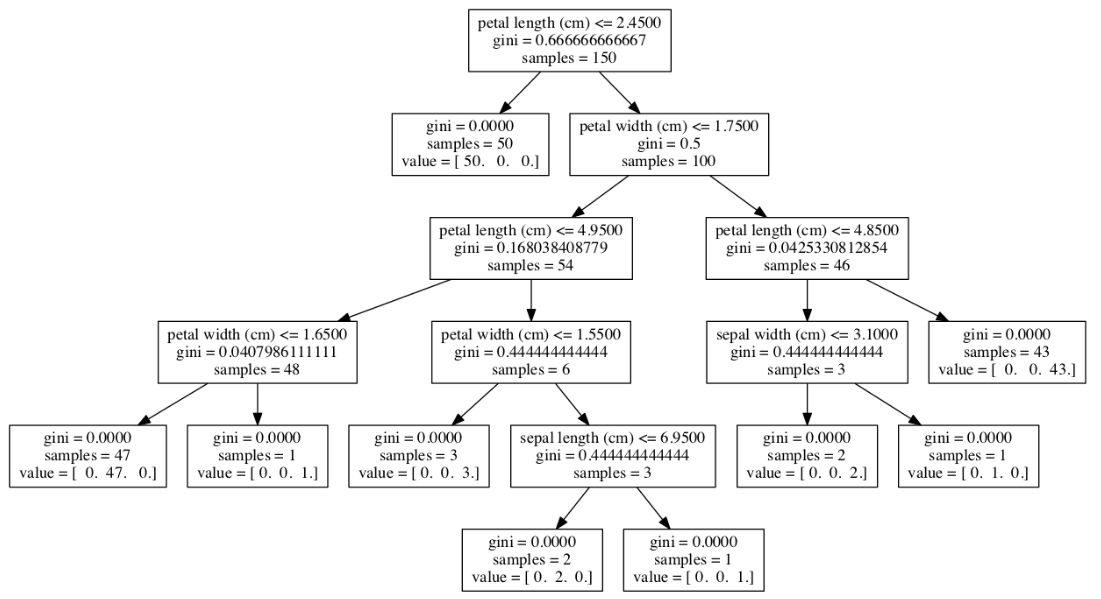 petal length (cm) <= 2.4500
gini = 0.666666666667
samples = 150
gini = 0.0000
samples = 50
value = [ 50. 0. 0.]
petal width (cm) <= 1.7500
gini = 0.5
samples = 100
petal length (cm) <= 4.9500
gini = 0.168038408779
samples = 54
petal length (cm) <= 4.8500
gini = 0.0425330812854
samples = 46
petal width (cm) <= 1.6500
gini = 0.0407986111111
samples = 48
petal width (cm) <= 1.5500
gini = 0.444444444444
samples = 6
sepal width (cm) <= 3.1000
gini = 0.444444444444
samples = 3
gini = 0.0000
samples = 43
value = [ 0. 0. 43.]
gini = 0.0000
samples = 47
value = [ 0. 47. 0.]
gini = 0.0000
samples = 1
value = [ 0. 0. 1.]
gini = 0.0000
samples = 3
value = [ 0. 0. 3.]
sepal length (cm) <= 6.9500
gini = 0.444444444444
samples = 3
gini = 0.0000
samples = 2
value = [ 0. 0. 2.]
gini = 0.0000
samples = 1
value = [ 0. 1. 0.]
gini = 0.0000
samples = 2
value = [ 0. 2. 0.]
gini = 0.0000
samples = 1
value = [ 0. 0. 1.]